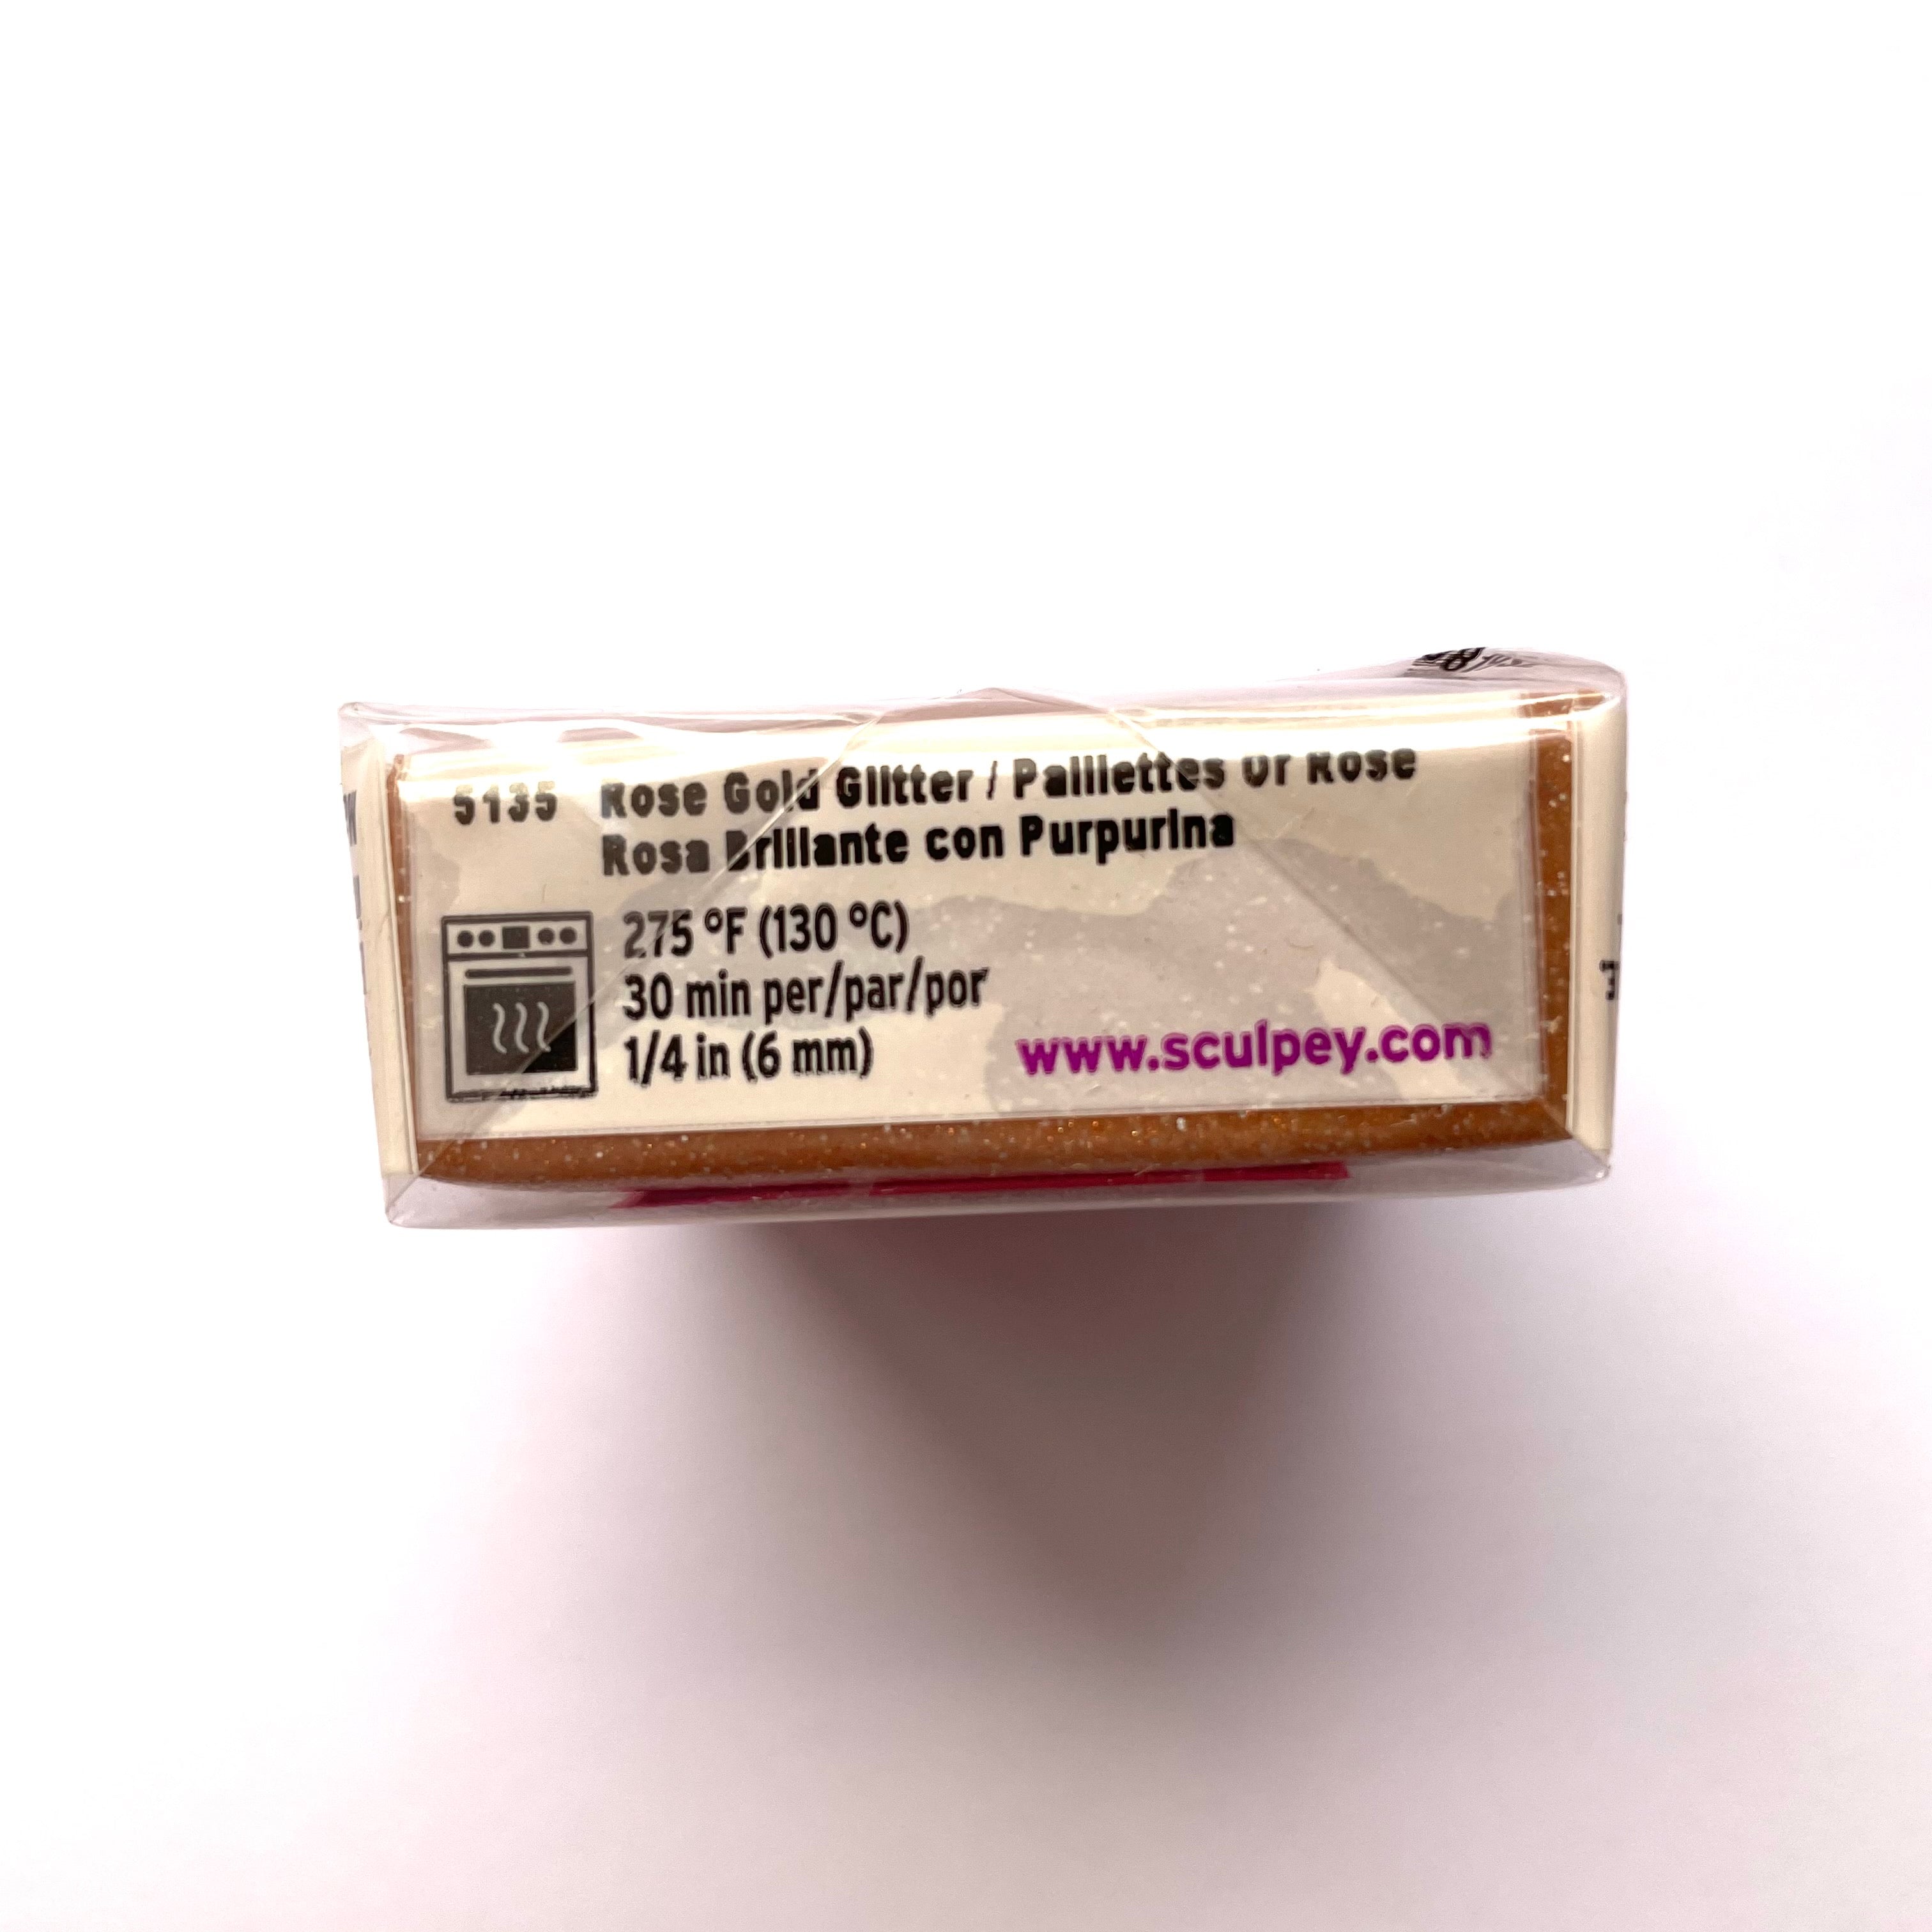 5135 Rose Gold Glitter / Paillettes Or Rose
Rosa Brillante con Purpurina
275 °F (130 °C)
30 min per/par/por
1/4 in (6 mm)
www.sculpey.com